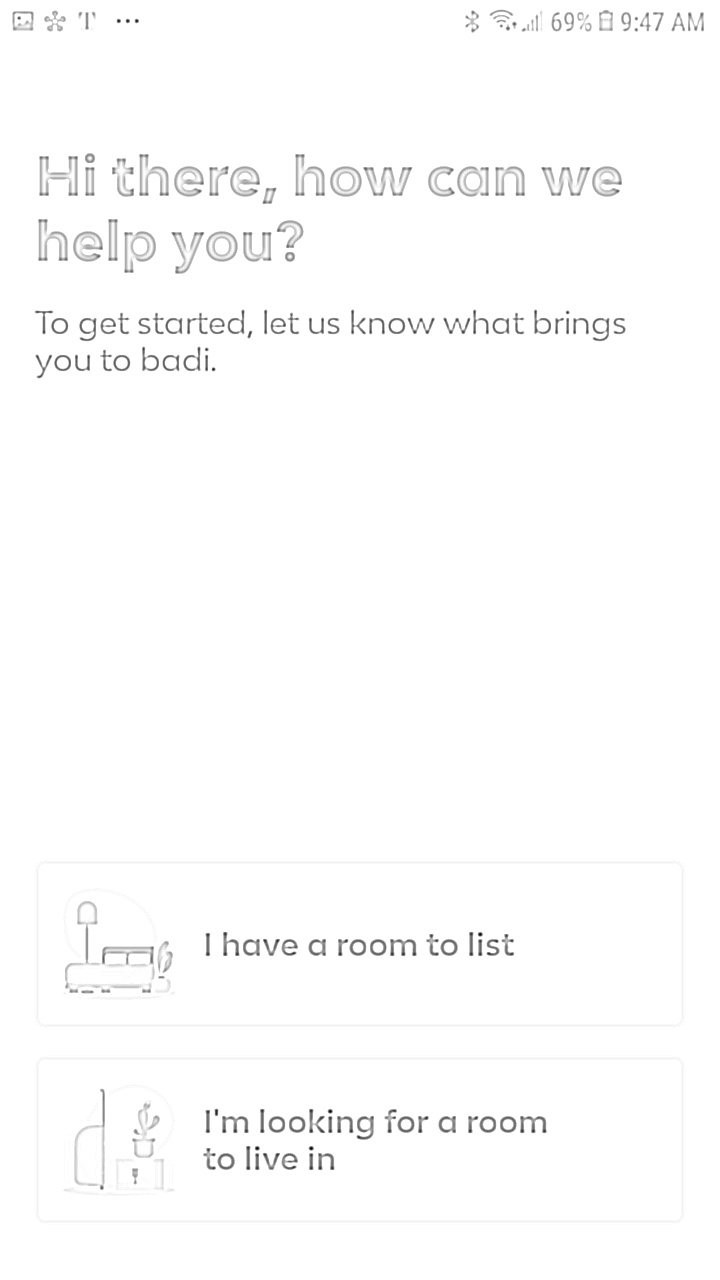 T ... 69% 9:47 AM
Hi there, how can we
help you?
To get started, let us know what brings
you to badi.
I have a room to list
I'm looking for a room
to live in